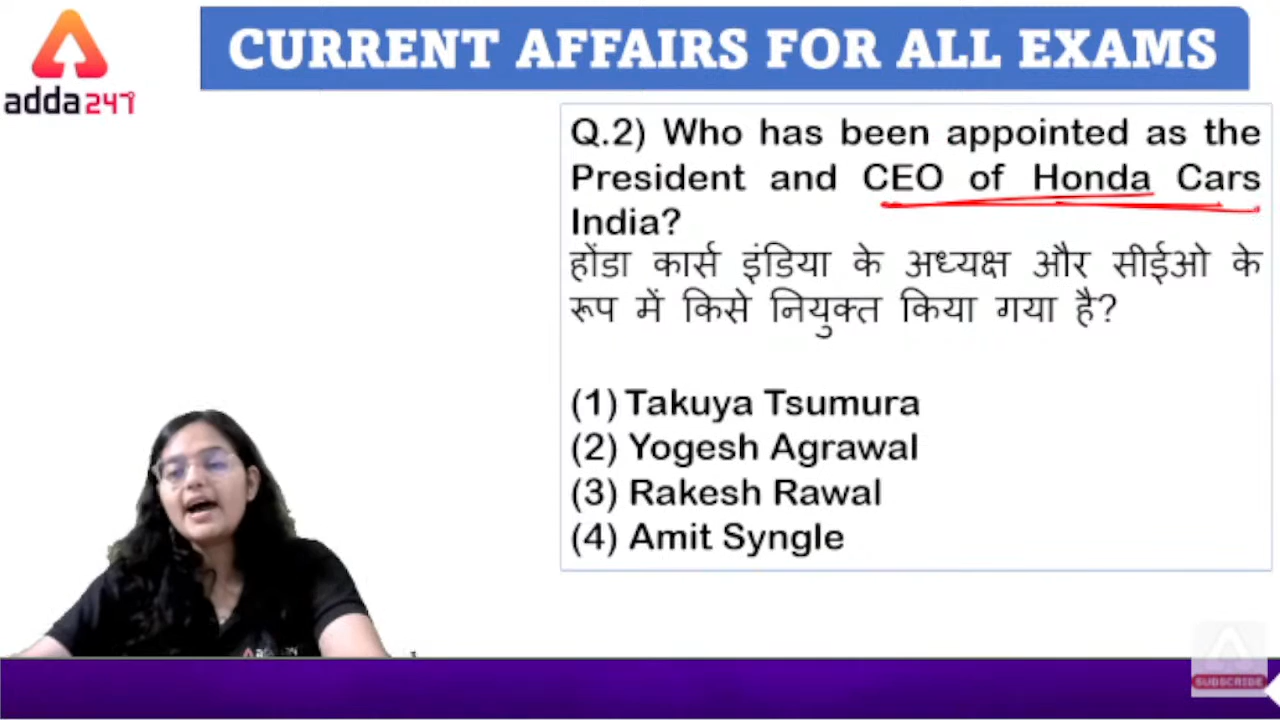 CURRENT AFFAIRS FOR ALL EXAMS
adda247
Q.2) Who has been appointed as the
President and CEO of Honda Cars
India?
होंडा कार्स इंडिया के अध्यक्ष और सीईओ के
रूप में किसे नियुक्त किया गया है?
(1) Takuya Tsumura
(2) Yogesh Agrawal
(3) Rakesh Rawal
(4) Amit Syngle
SUBSCRIBE